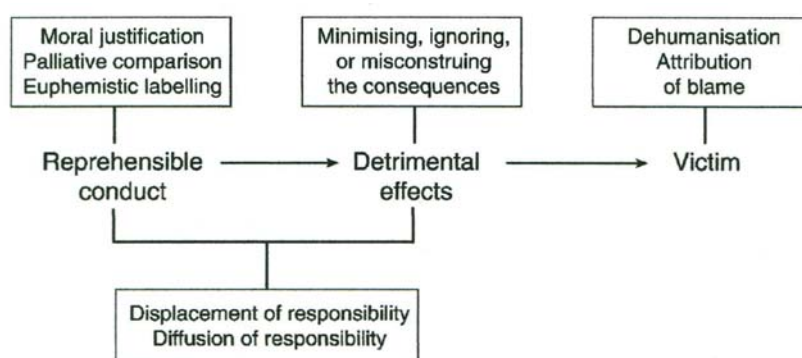 Moral justification
Palliative comparison
Euphemistic labelling
Minimising, ignoring,
or misconstruing
the consequences
Dehumanisation
Attribution
of blame
Reprehensible
conduct
Detrimental
effects
Victim
Displacement of responsibility
Diffusion of responsibility